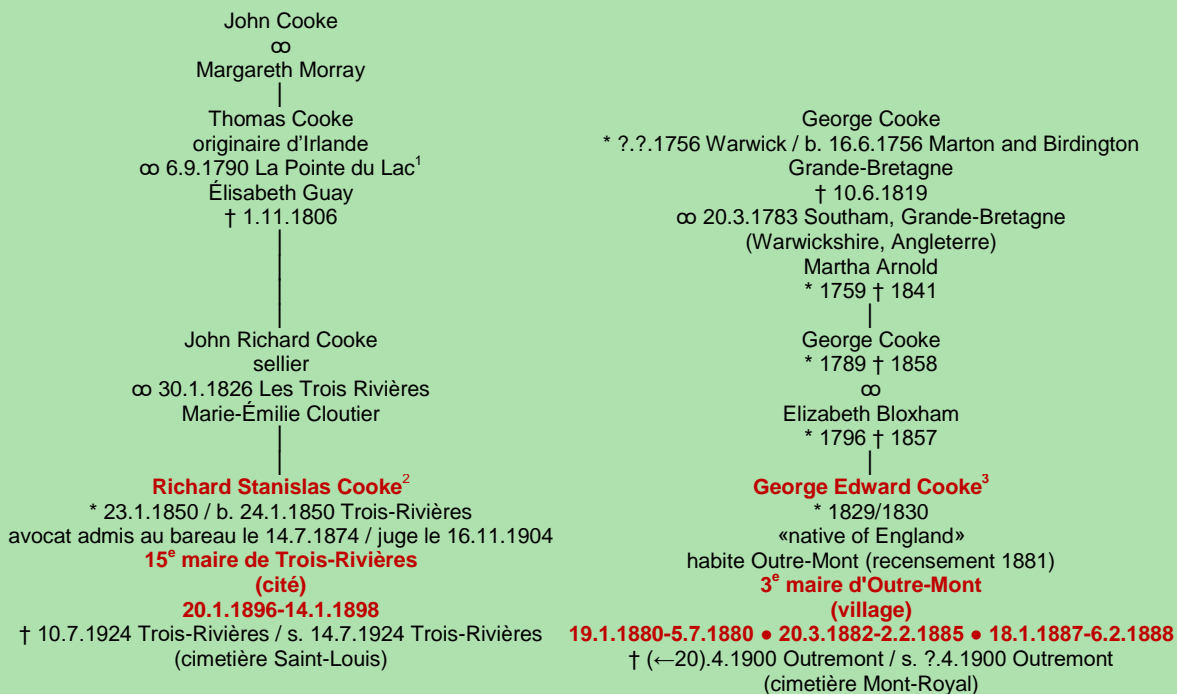 John Cooke
ꝏ
Margareth Morray
Thomas Cooke
originaire d’Irlande
ꝏ 6.9.1790 La Pointe du Lac¹
Élisabeth Guay
† 1.11.1806
John Richard Cooke
sellier
ꝏ 30.1.1826 Les Trois Rivières
Marie-Émilie Cloutier
Richard Stanislas Cooke²
* 23.1.1850 / b. 24.1.1850 Trois-Rivières
avocat admis au bareau le 14.7.1874 / juge le 16.11.1904
15e maire de Trois-Rivières
(cité)
20.1.1896-14.1.1898
† 10.7.1924 Trois-Rivières / s. 14.7.1924 Trois-Rivières
(cimetière Saint-Louis)
George Cooke
* ?.?.1756 Warwick / b. 16.6.1756 Marton and Birdington
Grande-Bretagne
† 10.6.1819
ꝏ 20.3.1783 Southam, Grande-Bretagne
(Warwickshire, Angleterre)
Martha Arnold
* 1759 † 1841
George Cooke
* 1789 † 1858
ꝏ
Elizabeth Bloxham
* 1796 † 1857
George Edward Cooke³
* 1829/1830
«native of England»
habite Outre-Mont (recensement 1881)
3e maire d'Outre-Mont
(village)
19.1.1880-5.7.1880 ● 20.3.1882-2.2.1885 ● 18.1.1887-6.2.1888
† (←20).4.1900 Outremont / s. ?.4.1900 Outremont
(cimetière Mont-Royal)